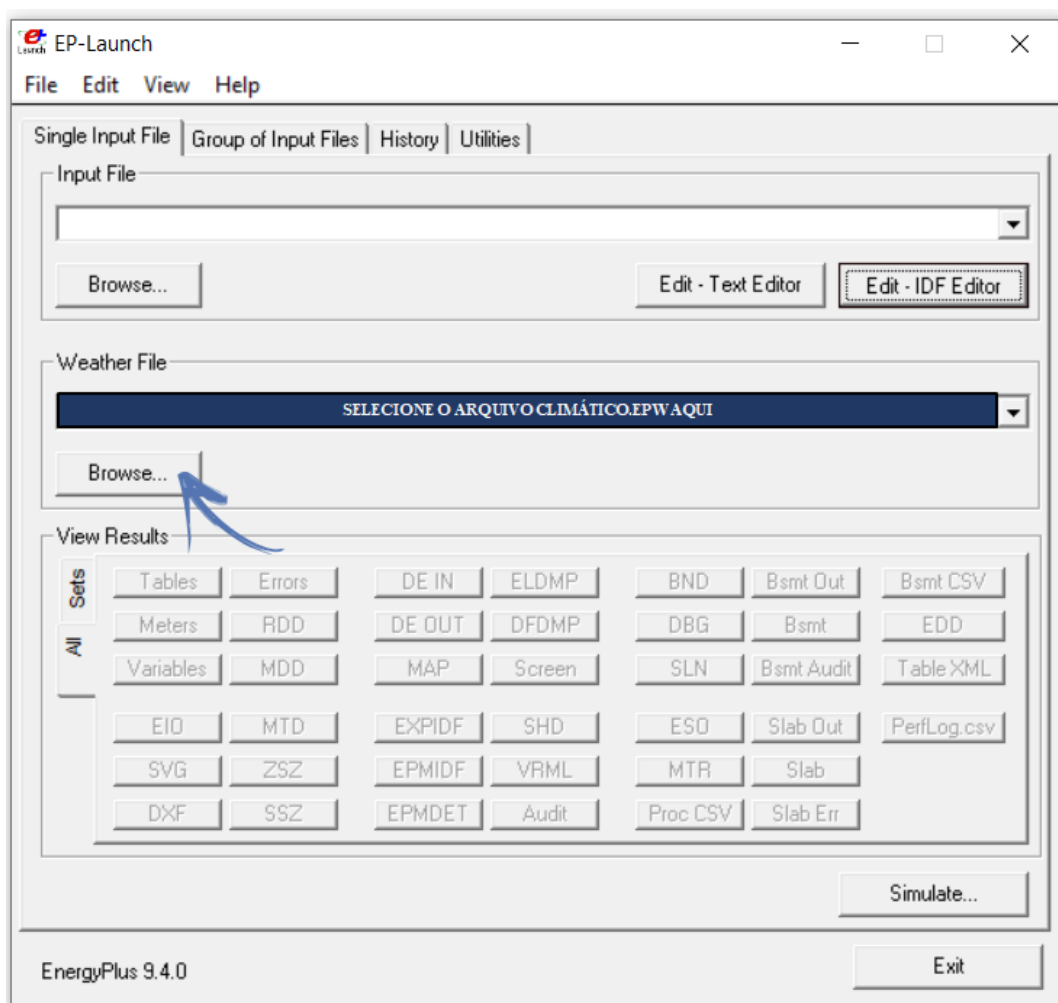 EP-Launch
File Edit View Help
Single Input File Group of Input Files History Utilities
Input File
Browse... Edit - Text Editor Edit - IDF Editor
Weather File
SELECIONE O ARQUIVO CLIMÁTICO.EPW AQUI
Browse...
View Results
Sets
All
Tables Errors DE IN ELDMP BND Bsmt Out Bsmt CSV
Meters RDD DE OUT DFDMP DBG Bsmt EDD
Variables MDD MAP Screen SLN Bsmt Audit Table XML
EIO MTD EXPIDF SHD ESO Slab Out PerfLog.csv
SVG ZSZ EPMIDF VRML MTR Slab
DXF SSZ EPMDET Audit Proc CSV Slab Err
Simulate...
EnergyPlus 9.4.0 Exit